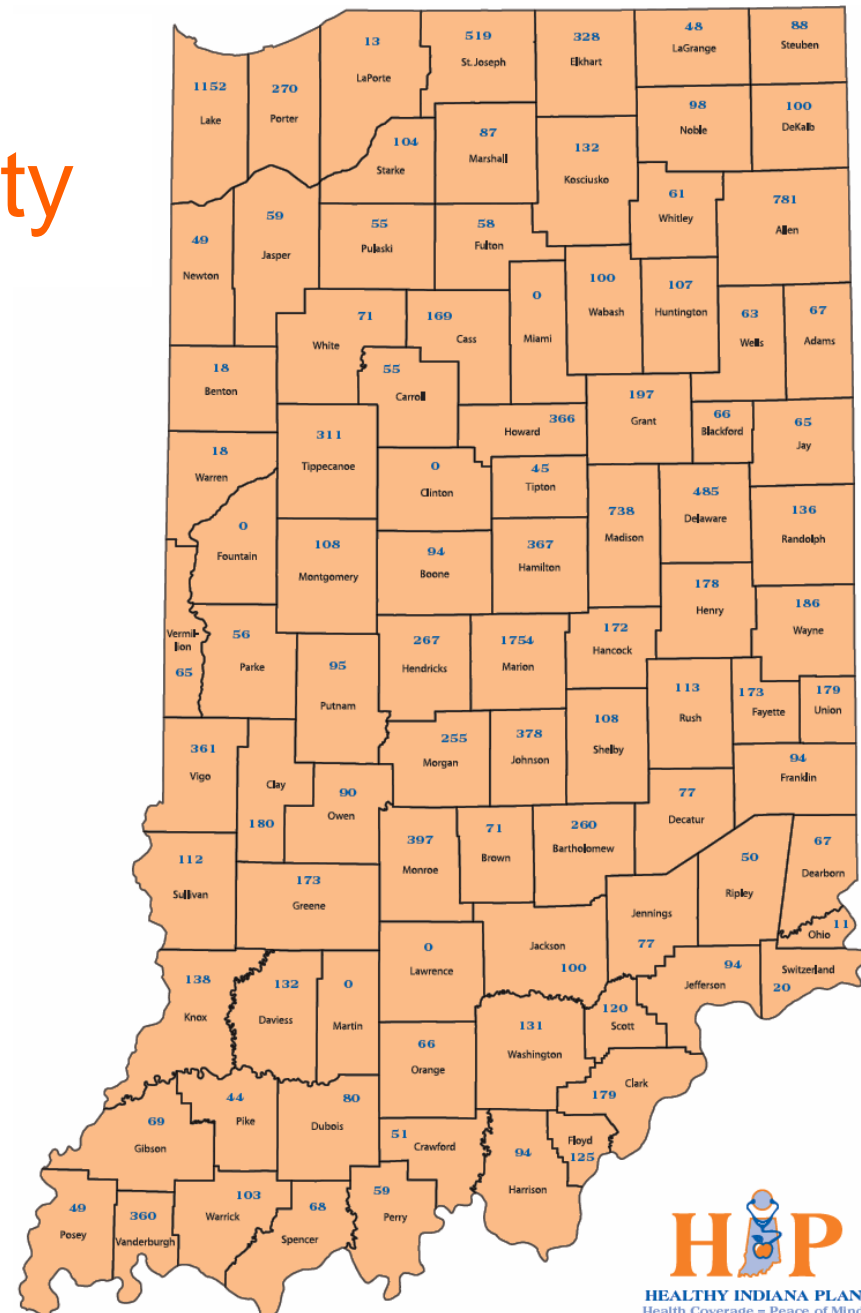 ty
13
LaPorte
519
St. Joseph
328
Elkhart
48
LaGrange
88
Steuben
1152
Lake
270
Porter
104
Starke
87
Marshall
132
Kosciusko
98
Noble
100
DeKalb
61
Whitley
781
Allen
49
Newton
59
Jasper
55
Pulaski
58
Fulton
71
White
169
Cass
0
Miami
100
Wabash
107
Huntington
63
Wells
67
Adams
18
Benton
55
Carroll
Howard 366
197
Grant
66
Blackford
65
Jay
18
Warren
311
Tippecanoe
0
Clinton
45
Tipton
738
Madison
485
Delaware
136
Randolph
0
Fountain
108
Montgomery
94
Boone
367
Hamilton
178
Henry
186
Wayne
Vermil-
lion
65
56
Parke
95
Putnam
267
Hendricks
1754
Marion
172
Hancock
113
Rush
173
Fayette
179
Union
361
Vigo
Clay
180
90
Owen
255
Morgan
378
Johnson
108
Shelby
77
Decatur
94
Franklin
112
Sullivan
173
Greene
397
Monroe
71
Brown
260
Bartholomew
Jennings
77
50
Ripley
67
Dearborn
11
Ohio
138
Knox
132
Daviess
0
Martin
0
Lawrence
Jackson
100
94
Jefferson
Switzerland
20
66
Orange
131
Washington
120
Scott
Clark
179
69
Gibson
44
Pike
80
Dubois
51
Crawford
94
Harrison
Floyd
125
49
Posey
360
Vanderburgh
103
Warrick
68
Spencer
59
Perry
HIP
HEALTHY INDIANA PLAN
Health Coverage = Peace of Mind